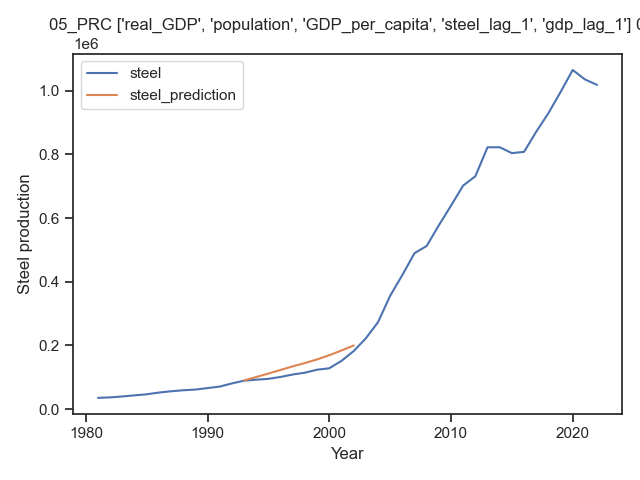 05_PRC ['real_GDP', 'population', 'GDP_per_capita', 'steel_lag_1', 'gdp_lag_1']
1e6
steel
steel_prediction
1.0
0.8
0.6
0.4
0.2
0.0
Steel production
1980 1990 2000 2010 2020
Year